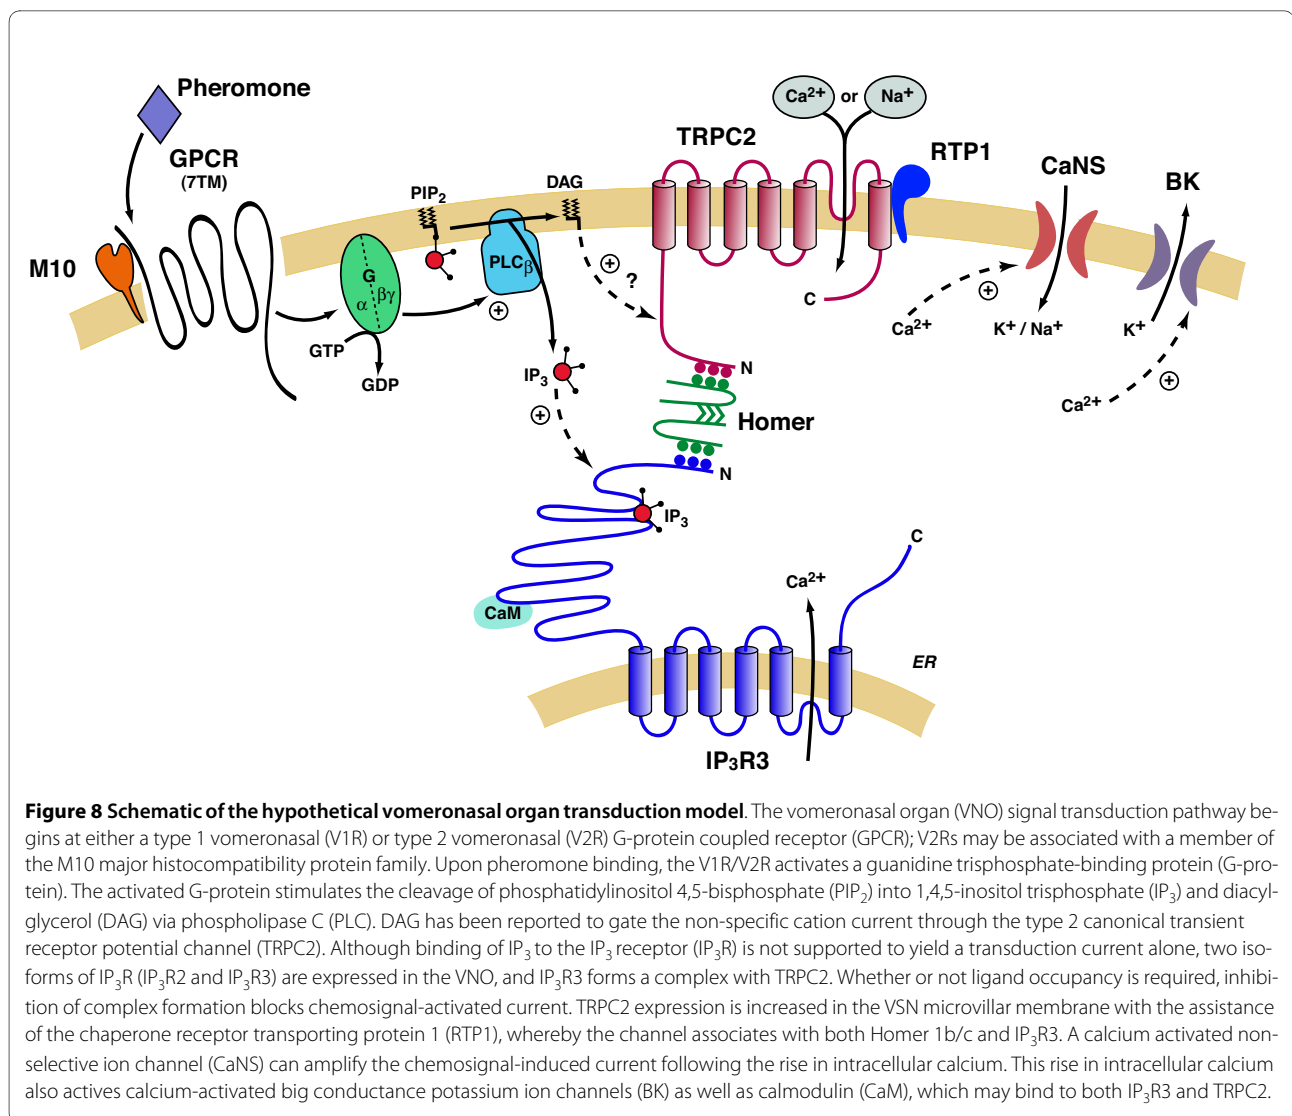 Pheromone
GPCR
(7TM)
M10
PIP2
DAG
TRPC2
Ca2+ or Na+
RTP1
CaNS
BK
G
α βγ
PLCβ
+
+
?
GTP
GDP
IP3
+
C
N
Ca2+
+
K+ / Na+
K+
Ca2+
+
Homer
N
IP3
CaM
C
Ca2+
ER
IP3R3
Figure 8 Schematic of the hypothetical vomeronasal organ transduction model. The vomeronasal organ (VNO) signal transduction pathway be-
gins at either a type 1 vomeronasal (V1R) or type 2 vomeronasal (V2R) G-protein coupled receptor (GPCR); V2Rs may be associated with a member of
the M10 major histocompatibility protein family. Upon pheromone binding, the V1R/V2R activates a guanidine trisphosphate-binding protein (G-pro-
tein). The activated G-protein stimulates the cleavage of phosphatidylinositol 4,5-bisphosphate (PIP2) into 1,4,5-inositol trisphosphate (IP3) and diacyl-
glycerol (DAG) via phospholipase C (PLC). DAG has been reported to gate the non-specific cation current through the type 2 canonical transient
receptor potential channel (TRPC2). Although binding of IP3 to the IP3 receptor (IP3R) is not supported to yield a transduction current alone, two iso-
forms of IP3R (IP3R2 and IP3R3) are expressed in the VNO, and IP3R3 forms a complex with TRPC2. Whether or not ligand occupancy is required, inhibi-
tion of complex formation blocks chemosignal-activated current. TRPC2 expression is increased in the VSN microvillar membrane with the assistance
of the chaperone receptor transporting protein 1 (RTP1), whereby the channel associates with both Homer 1b/c and IP3R3. A calcium activated non-
selective ion channel (CaNS) can amplify the chemosignal-induced current following the rise in intracellular calcium. This rise in intracellular calcium
also actives calcium-activated big conductance potassium ion channels (BK) as well as calmodulin (CaM), which may bind to both IP3R3 and TRPC2.